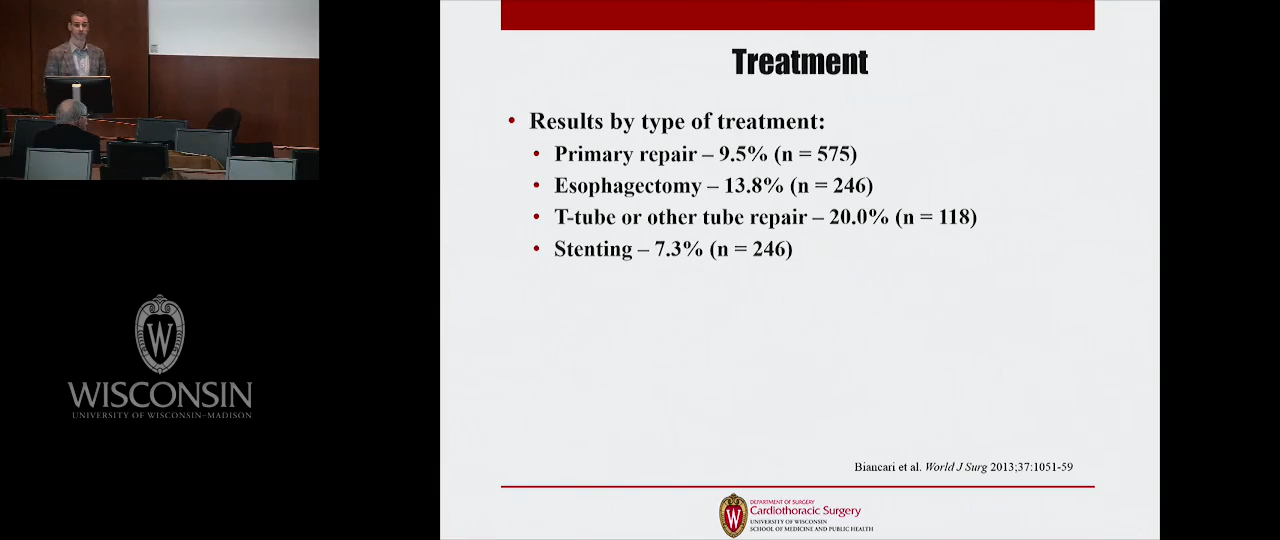 Treatment
• Results by type of treatment:
• Primary repair – 9.5% (n = 575)
• Esophagectomy – 13.8% (n = 246)
• T-tube or other tube repair – 20.0% (n = 118)
• Stenting – 7.3% (n = 246)
Biancari et al. World J Surg 2013;37:1051-59
W
DEPARTMENT OF SURGERY
Cardiothoracic Surgery
UNIVERSITY OF WISCONSIN
SCHOOL OF MEDICINE AND PUBLIC HEALTH
W
WISCONSIN
UNIVERSITY OF WISCONSIN–MADISON